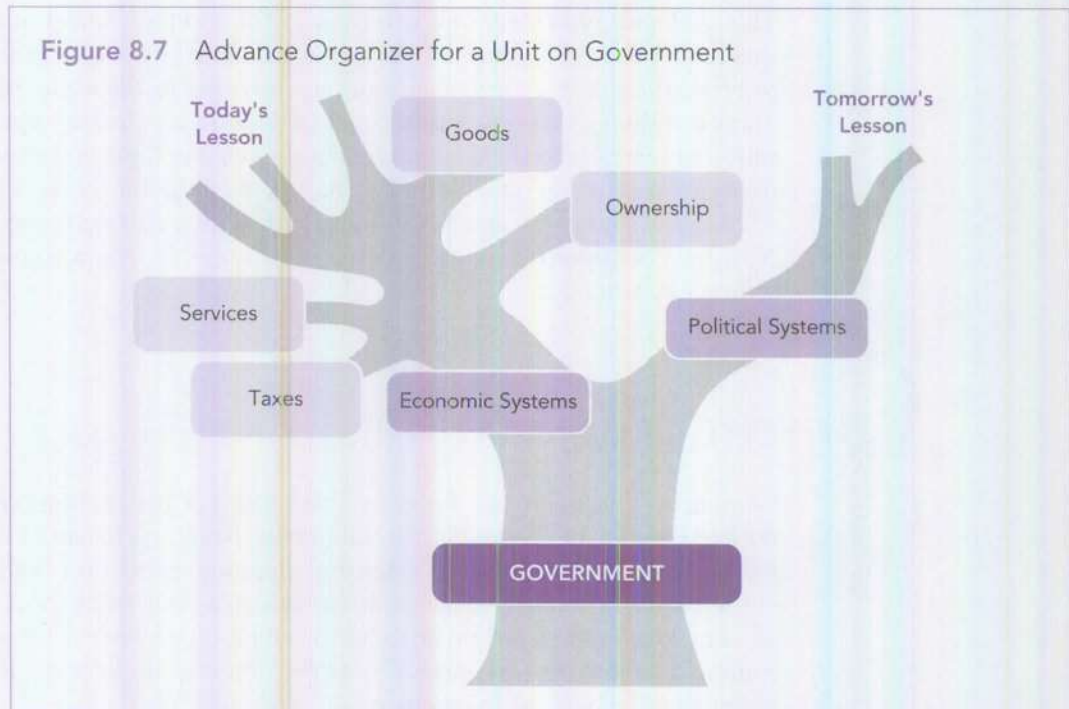 Figure 8.7 Advance Organizer for a Unit on Government
Today's
Lesson
Goods
Tomorrow's
Lesson
Ownership
Services
Political Systems
Taxes
Economic Systems
GOVERNMENT